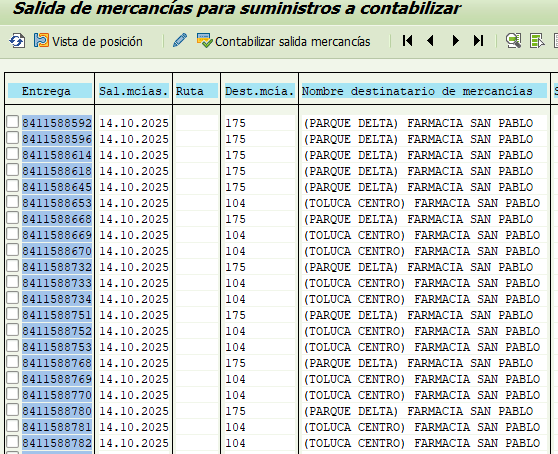 Salida de mercancías para suministros a contabilizar
Vista de posición Contabilizar salida mercancías
Entrega Sal.mcías. Ruta Dest.mcía. Nombre destinatario de mercancías
8411588592 14.10.2025 175 (PARQUE DELTA) FARMACIA SAN PABLO
8411588596 14.10.2025 175 (PARQUE DELTA) FARMACIA SAN PABLO
8411588614 14.10.2025 175 (PARQUE DELTA) FARMACIA SAN PABLO
8411588618 14.10.2025 175 (PARQUE DELTA) FARMACIA SAN PABLO
8411588645 14.10.2025 175 (PARQUE DELTA) FARMACIA SAN PABLO
8411588653 14.10.2025 104 (TOLUCA CENTRO) FARMACIA SAN PABLO
8411588668 14.10.2025 175 (PARQUE DELTA) FARMACIA SAN PABLO
8411588669 14.10.2025 104 (TOLUCA CENTRO) FARMACIA SAN PABLO
8411588670 14.10.2025 104 (TOLUCA CENTRO) FARMACIA SAN PABLO
8411588732 14.10.2025 175 (PARQUE DELTA) FARMACIA SAN PABLO
8411588733 14.10.2025 104 (TOLUCA CENTRO) FARMACIA SAN PABLO
8411588734 14.10.2025 104 (TOLUCA CENTRO) FARMACIA SAN PABLO
8411588751 14.10.2025 175 (PARQUE DELTA) FARMACIA SAN PABLO
8411588752 14.10.2025 104 (TOLUCA CENTRO) FARMACIA SAN PABLO
8411588753 14.10.2025 104 (TOLUCA CENTRO) FARMACIA SAN PABLO
8411588768 14.10.2025 175 (PARQUE DELTA) FARMACIA SAN PABLO
8411588769 14.10.2025 104 (TOLUCA CENTRO) FARMACIA SAN PABLO
8411588770 14.10.2025 104 (TOLUCA CENTRO) FARMACIA SAN PABLO
8411588780 14.10.2025 175 (PARQUE DELTA) FARMACIA SAN PABLO
8411588781 14.10.2025 104 (TOLUCA CENTRO) FARMACIA SAN PABLO
8411588782 14.10.2025 104 (TOLUCA CENTRO) FARMACIA SAN PABLO